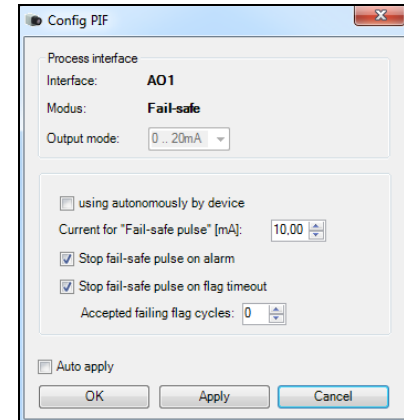 Config PIF
Process interface
Interface: AO1
Modus: Fail-safe
Output mode: 0 .. 20mA
using autonomously by device
Current for "Fail-safe pulse" [mA]: 10,00
Stop fail-safe pulse on alarm
Stop fail-safe pulse on flag timeout
Accepted failing flag cycles: 0
Auto apply
OK Apply Cancel